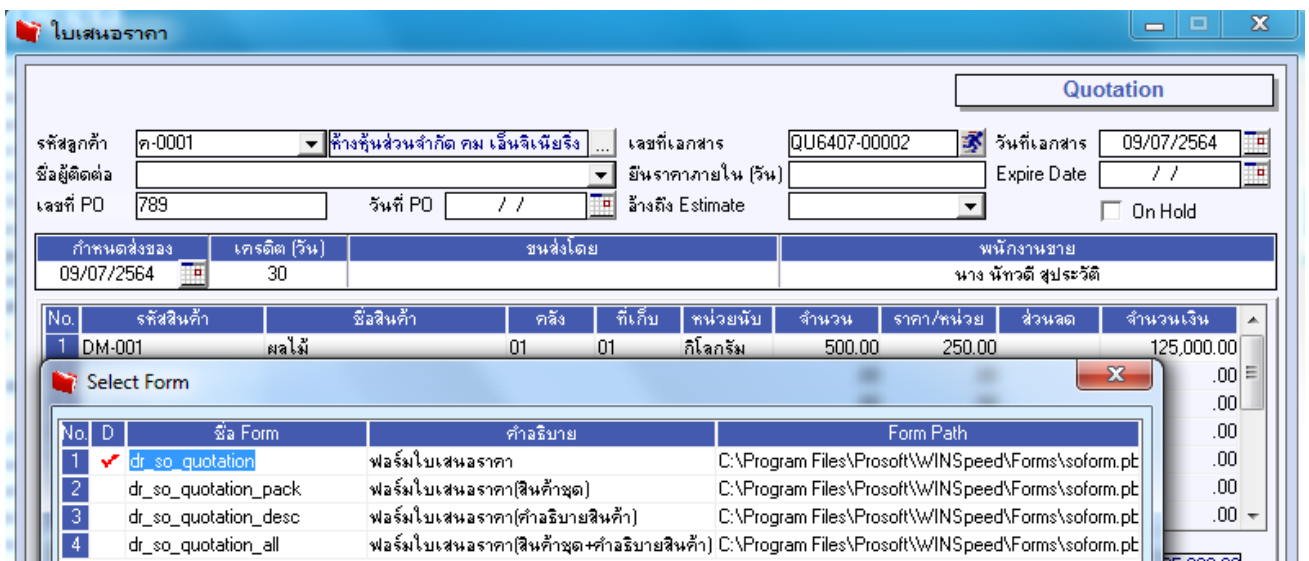 ใบเสนอราคา
Quotation
รหัสลูกค้า ค-0001 ห้างหุ้นส่วนจำกัด คม เอ็นจิเนียริ่ง ... เลขที่เอกสาร QU6407-00002 วันที่เอกสาร 09/07/2564
ชื่อผู้ติดต่อ ยืนราคาภายใน (วัน) Expire Date / /
เลขที่ PO 789 วันที่ PO / / อ้างถึง Estimate On Hold
กำหนดส่งของ เครดิต (วัน) ขนส่งโดย พนักงานขาย
09/07/2564 30 นาง นัทวดี สุประวัติ
No. รหัสสินค้า ชื่อสินค้า คลัง ที่เก็บ หน่วยนับ จำนวน ราคา/หน่วย ส่วนลด จำนวนเงิน
1 DM-001 ผลไม้ 01 01 กิโลกรัม 500.00 250.00 125,000.00
Select Form .00
.00
No. D ชื่อ Form คำอธิบาย Form Path .00
1 dr_so_quotation ฟอร์มใบเสนอราคา C:\Program Files\Prosoft\WINSpeed\Forms\soform.pb .00
2 dr_so_quotation_pack ฟอร์มใบเสนอราคา(สินค้าชุด) C:\Program Files\Prosoft\WINSpeed\Forms\soform.pb .00
3 dr_so_quotation_desc ฟอร์มใบเสนอราคา(คำอธิบายสินค้า) C:\Program Files\Prosoft\WINSpeed\Forms\soform.pb .00
4 dr_so_quotation_all ฟอร์มใบเสนอราคา(สินค้าชุด+คำอธิบายสินค้า) C:\Program Files\Prosoft\WINSpeed\Forms\soform.pb